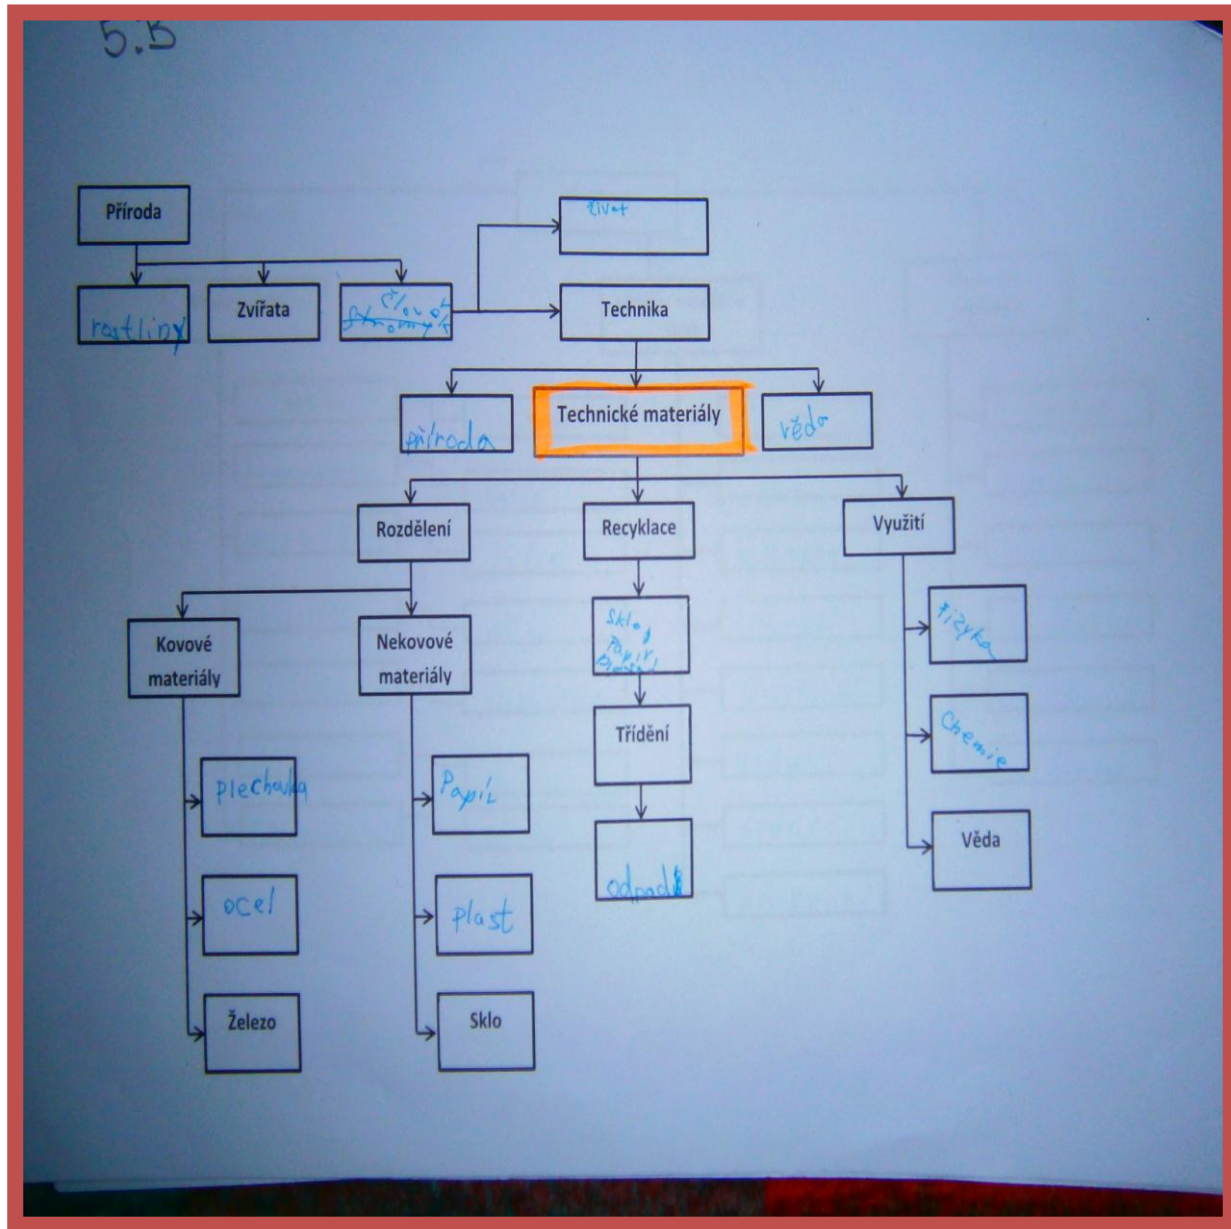 5.B
Příroda
život
rostliny
Zvířata
člověk
Technika
příroda
Technické materiály
věda
Rozdělení
Recyklace
Využití
Kovové
materiály
Nekovové
materiály
Sklo,
Papír
fizyka
Třídění
Chemie
plechovka
Papír
odpad
Věda
ocel
plast
Železo
Sklo